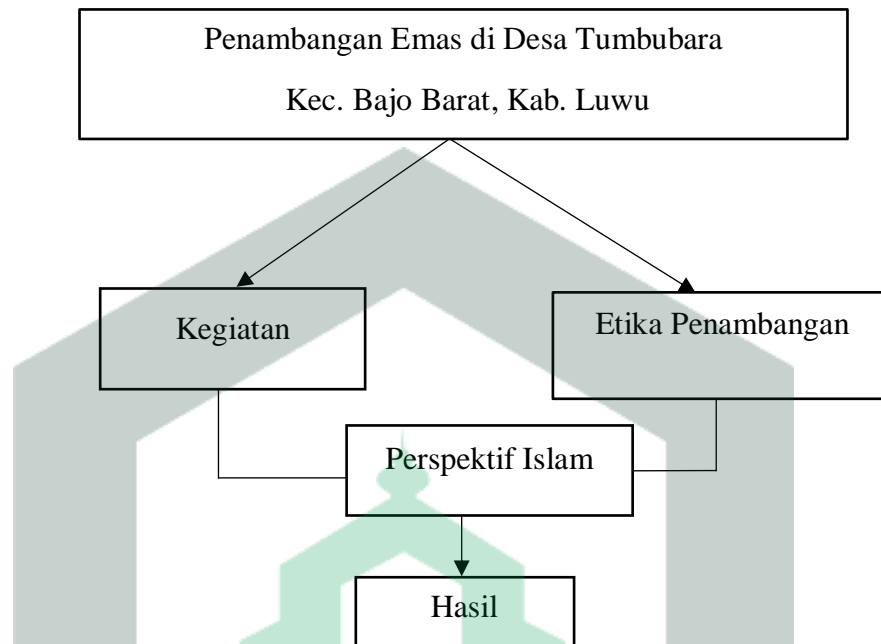 Penambangan Emas di Desa Tumbubara
Kec. Bajo Barat, Kab. Luwu
Kegiatan
Etika Penambangan
Perspektif Islam
Hasil